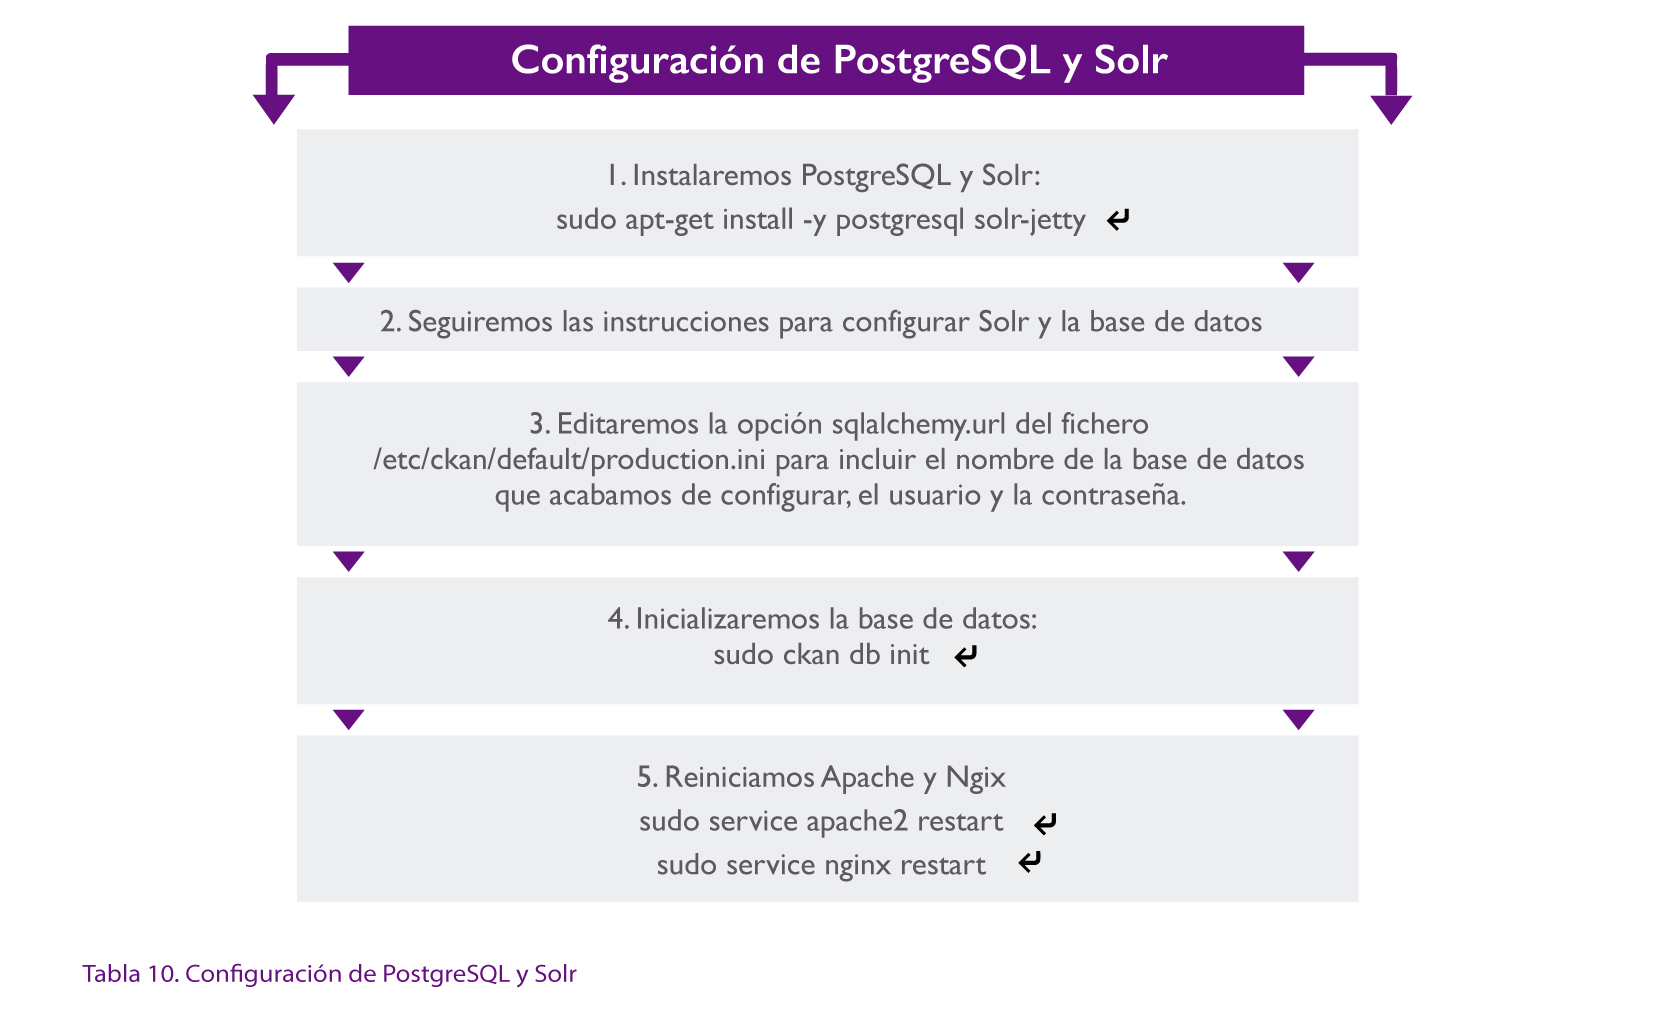 Configuración de PostgreSQL y Solr
1. Instalaremos PostgreSQL y Solr:
sudo apt-get install -y postgresql solr-jetty
2. Seguiremos las instrucciones para configurar Solr y la base de datos
3. Editaremos la opción sqlalchemy.url del fichero
/etc/ckan/default/production.ini para incluir el nombre de la base de datos
que acabamos de configurar, el usuario y la contraseña.
4. Inicializaremos la base de datos:
sudo ckan db init
5. Reiniciamos Apache y Ngix
sudo service apache2 restart
sudo service nginx restart
Tabla 10. Configuración de PostgreSQL y Solr